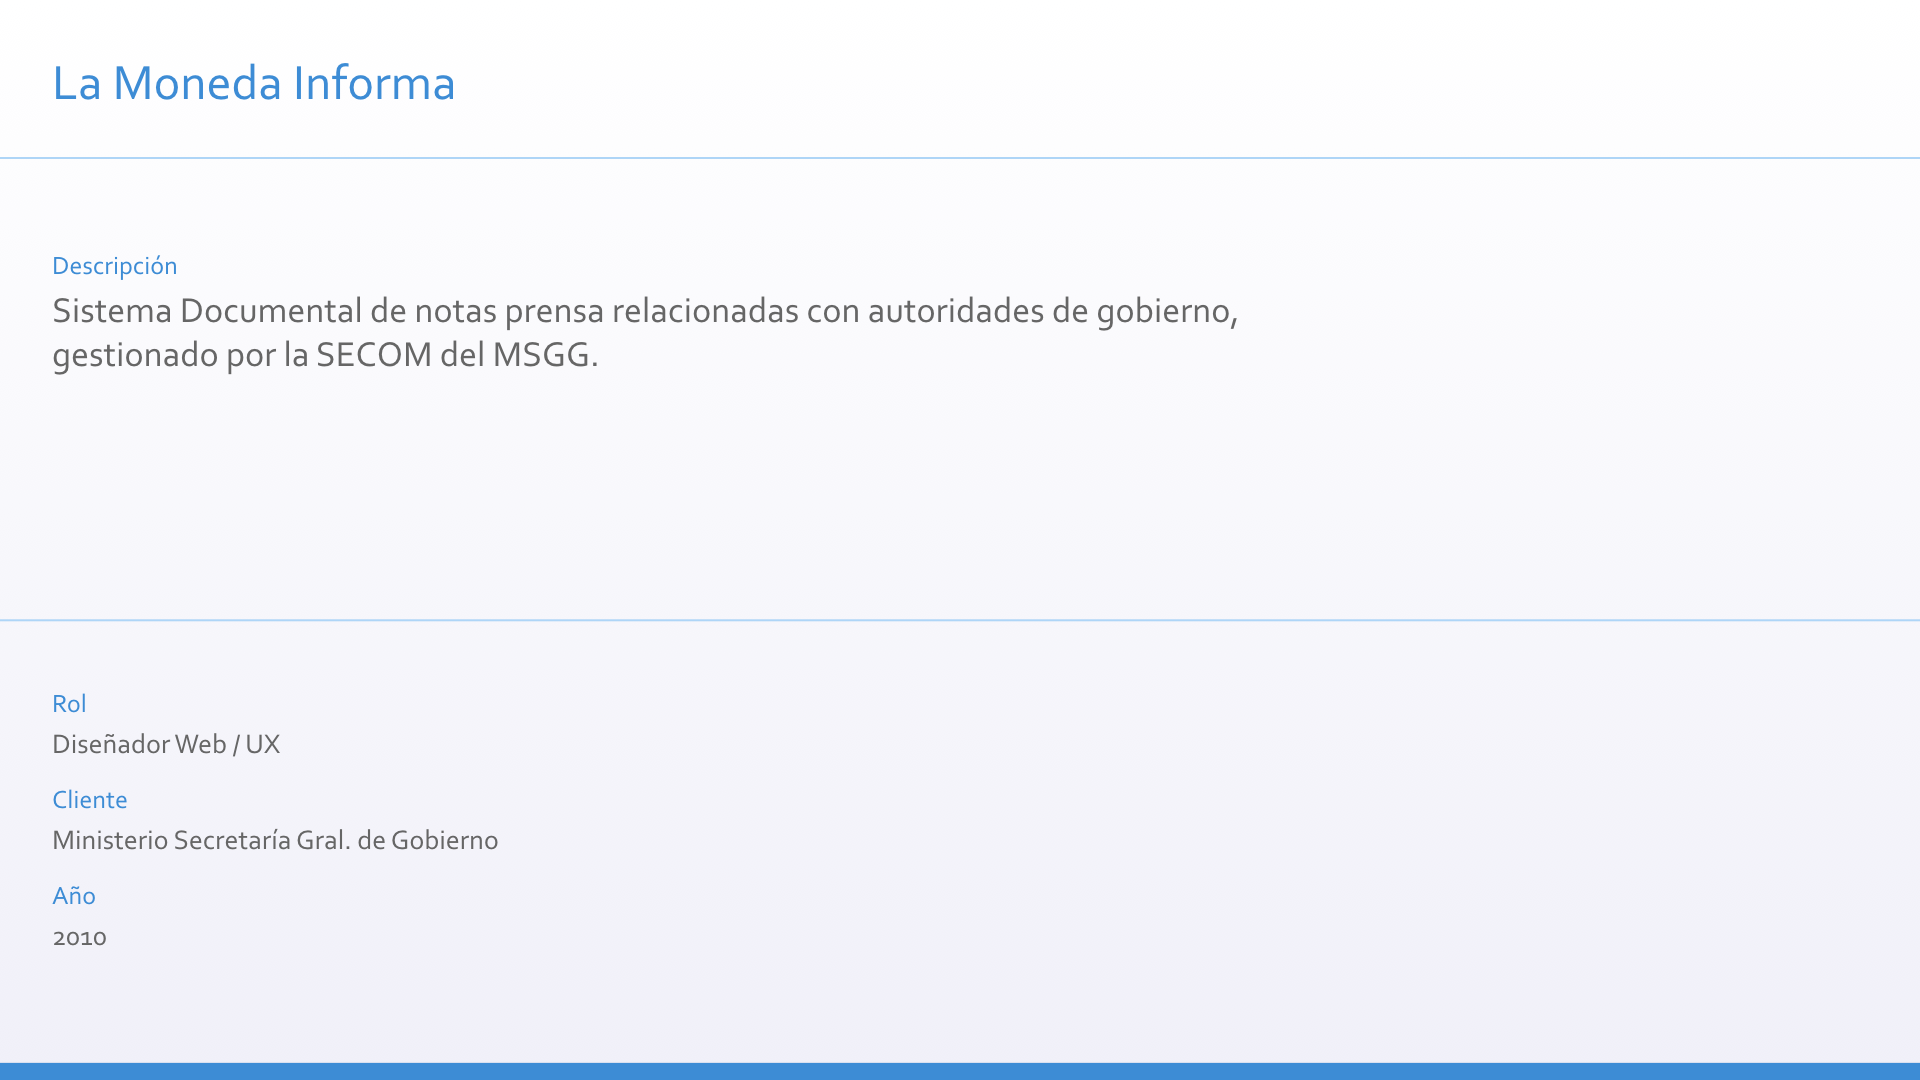 La Moneda Informa
Descripción
Sistema Documental de notas prensa relacionadas con autoridades de gobierno,
gestionado por la SECOM del MSGG.
Rol
Diseñador Web / UX
Cliente
Ministerio Secretaría Gral. de Gobierno
Año
2010